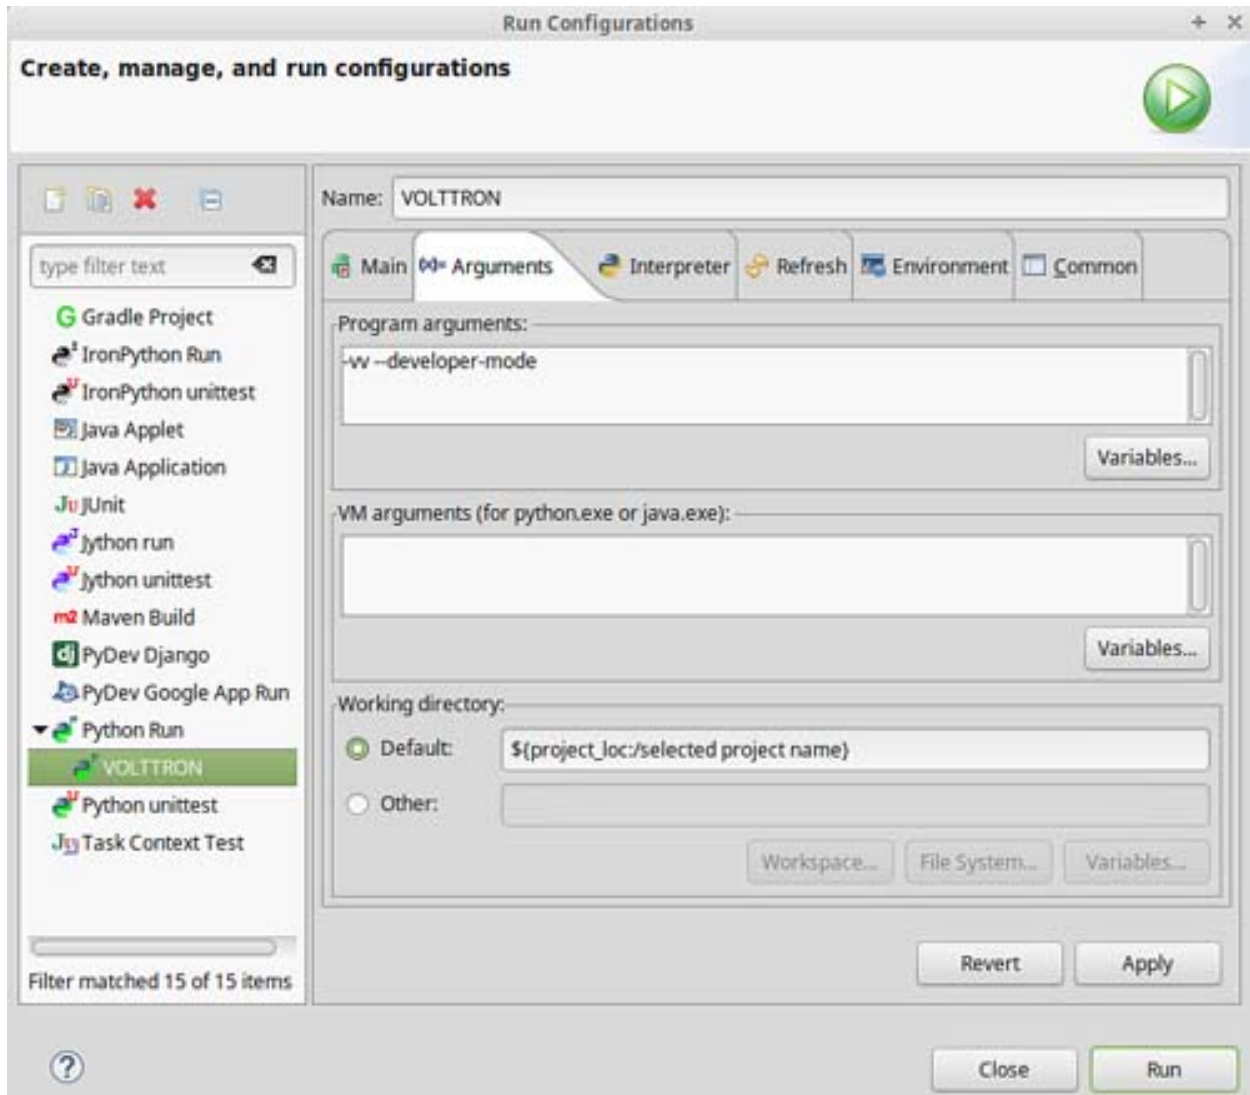 Run Configurations
Create, manage, and run configurations
Name: VOLTTRON
type filter text
Main (x)= Arguments Interpreter Refresh Environment Common
G Gradle Project
IronPython Run
IronPython unittest
Java Applet
Java Application
Ju JUnit
Jython run
Jython unittest
m2 Maven Build
dj PyDev Django
PyDev Google App Run
Python Run
VOLTTRON
Python unittest
Task Context Test
Filter matched 15 of 15 items
Program arguments:
-vv --developer-mode
Variables...
VM arguments (for python.exe or java.exe):
Variables...
Working directory:
Default: ${project_loc:/selected project name}
Other:
Workspace... File System... Variables...
Revert Apply
? Close Run